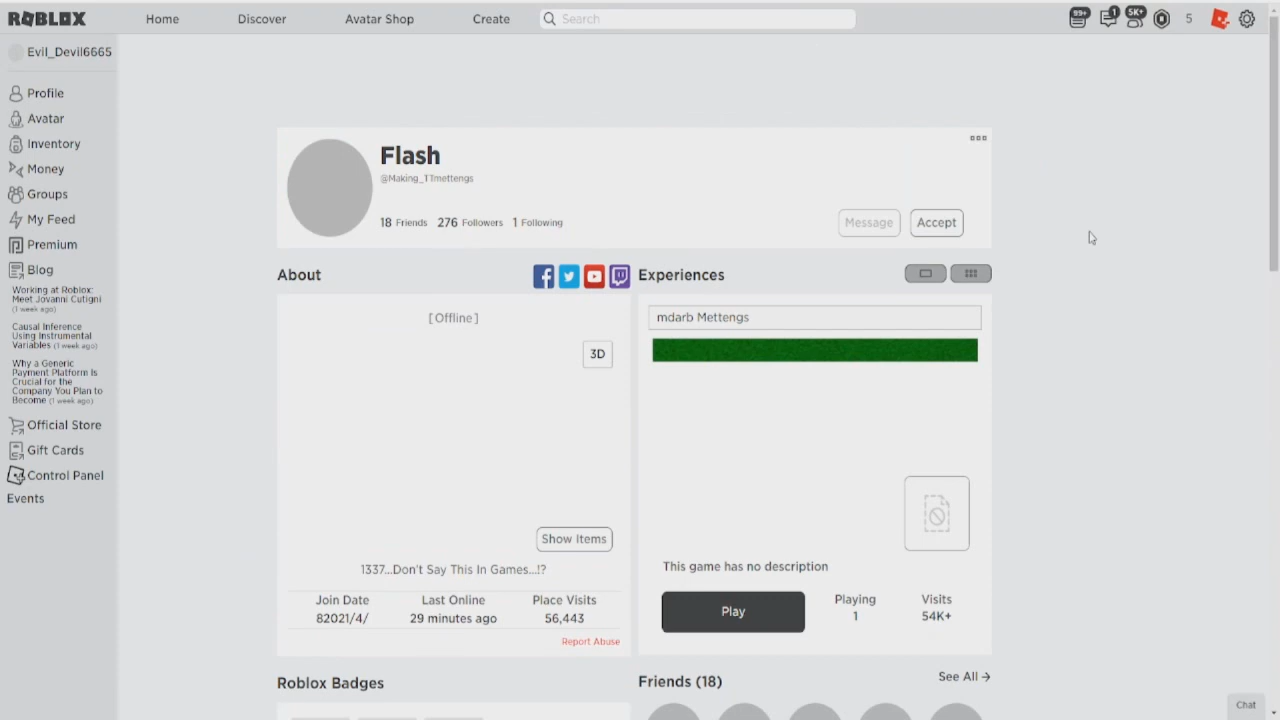 ROBLOX
Home
Discover
Avatar Shop
Create
Search
99+
1
5K+
5
Evil_Devil6665
Profile
Avatar
Inventory
Money
Groups
My Feed
Premium
Blog
Working at Roblox:
Meet Jovanni Cutigni
(1 week ago)
Causal Inference
Using Instrumental
Variables (1 week ago)
Why a Generic
Payment Platform Is
Crucial for the
Company You Plan to
Become (1 week ago)
Official Store
Gift Cards
Control Panel
Events
Flash
@Making_TTmettengs
18 Friends 276 Followers 1 Following
Message
Accept
About
[Offline]
3D
Show Items
1337...Don't Say This In Games...!?
Join Date
Last Online
Place Visits
82021/4/
29 minutes ago
56,443
Report Abuse
Experiences
mdarb Mettengs
This game has no description
Play
Playing
1
Visits
54K+
Roblox Badges
Friends (18)
See All →
Chat